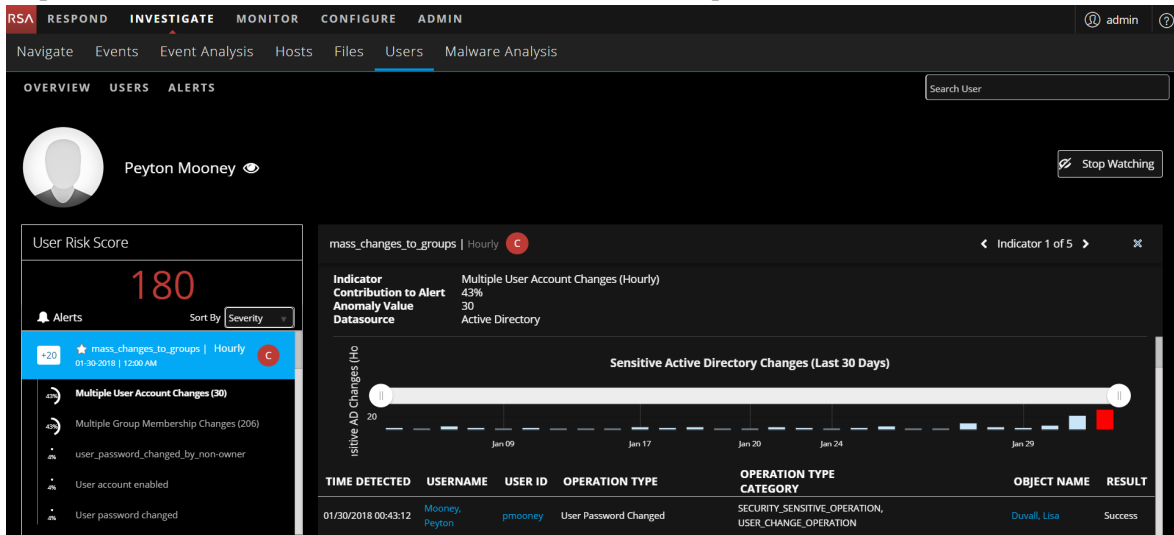 RSA RESPOND INVESTIGATE MONITOR CONFIGURE ADMIN admin ?
Navigate Events Event Analysis Hosts Files Users Malware Analysis
OVERVIEW USERS ALERTS Search User
Peyton Mooney Stop Watching
User Risk Score
180
Alerts Sort By Severity
+20 mass_changes_to_groups | Hourly C
01-30-2018 | 12:00 AM
43% Multiple User Account Changes (30)
43% Multiple Group Membership Changes (206)
4% user_password_changed_by_non-owner
4% User account enabled
4% User password changed
mass_changes_to_groups | Hourly C Indicator 1 of 5
Indicator Multiple User Account Changes (Hourly)
Contribution to Alert 43%
Anomaly Value 30
Datasource Active Directory
Sensitive Active Directory Changes (Last 30 Days)
sitive AD Changes (Ho
20
Jan 09 Jan 17 Jan 20 Jan 24 Jan 29
TIME DETECTED USERNAME USER ID OPERATION TYPE OPERATION TYPE CATEGORY OBJECT NAME RESULT
01/30/2018 00:43:12 Mooney, Peyton pmooney User Password Changed SECURITY_SENSITIVE_OPERATION, USER_CHANGE_OPERATION Duvall, Lisa Success